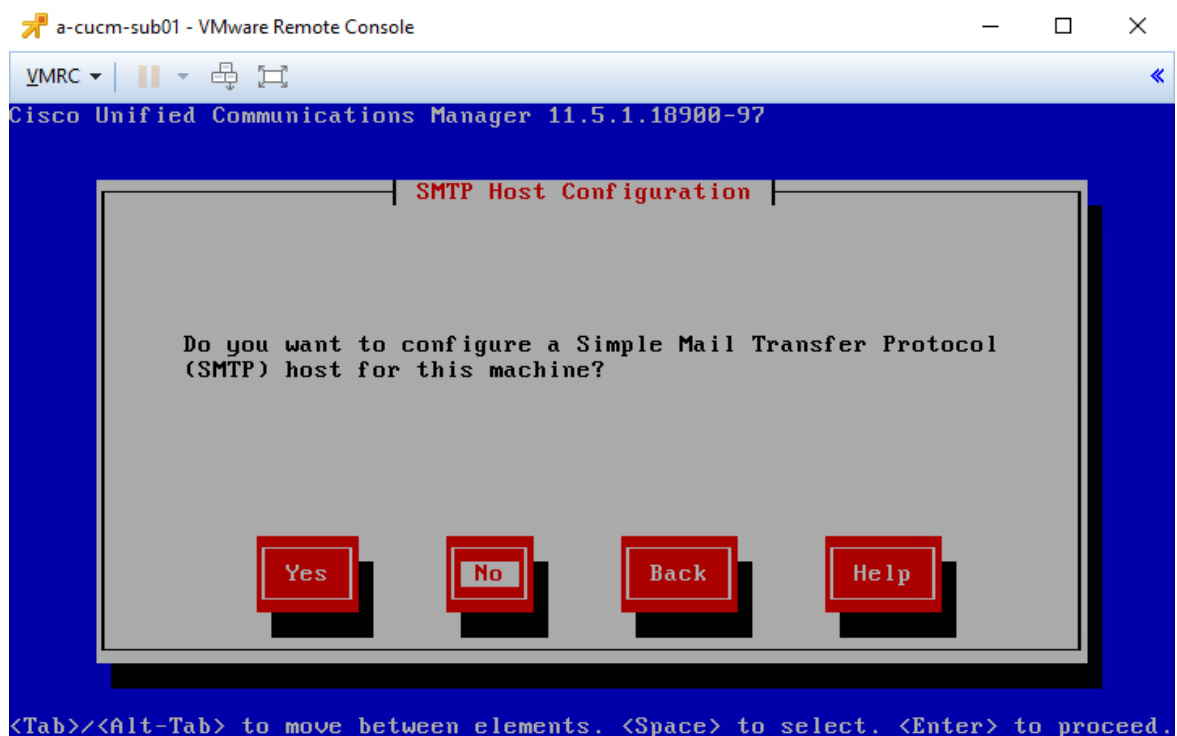 a-cucm-sub01 - VMware Remote Console
VMRC
Cisco Unified Communications Manager 11.5.1.18900-97
SMTP Host Configuration
Do you want to configure a Simple Mail Transfer Protocol
(SMTP) host for this machine?
Yes No Back Help
<Tab>/<Alt-Tab> to move between elements. <Space> to select. <Enter> to proceed.